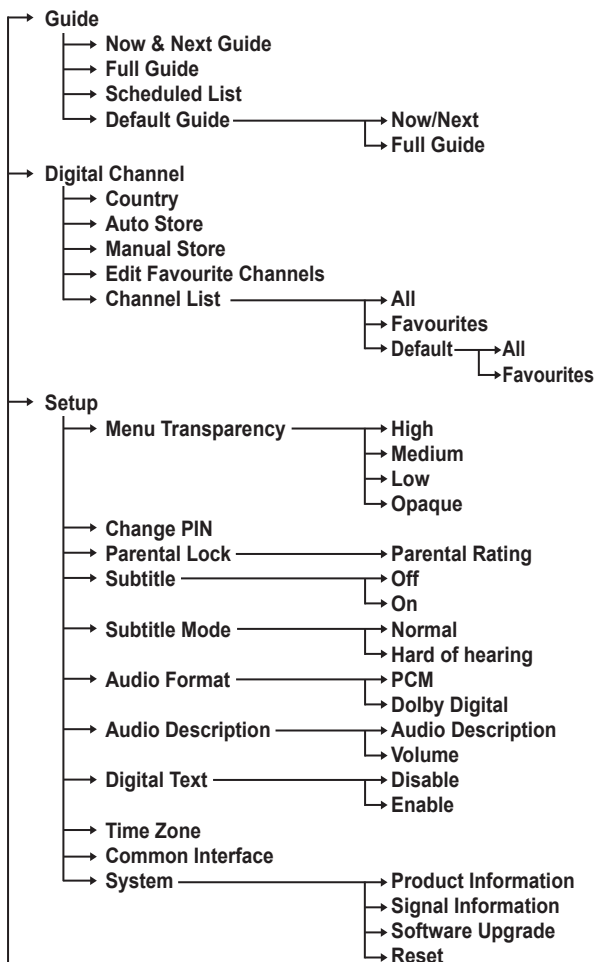 Guide
Now & Next Guide
Full Guide
Scheduled List
Default Guide Now/Next
Full Guide
Digital Channel
Country
Auto Store
Manual Store
Edit Favourite Channels
Channel List All
Favourites
Default All
Favourites
Setup
Menu Transparency High
Medium
Low
Opaque
Change PIN
Parental Lock Parental Rating
Subtitle Off
On
Subtitle Mode Normal
Hard of hearing
Audio Format PCM
Dolby Digital
Audio Description Audio Description
Volume
Digital Text Disable
Enable
Time Zone
Common Interface
System Product Information
Signal Information
Software Upgrade
Reset